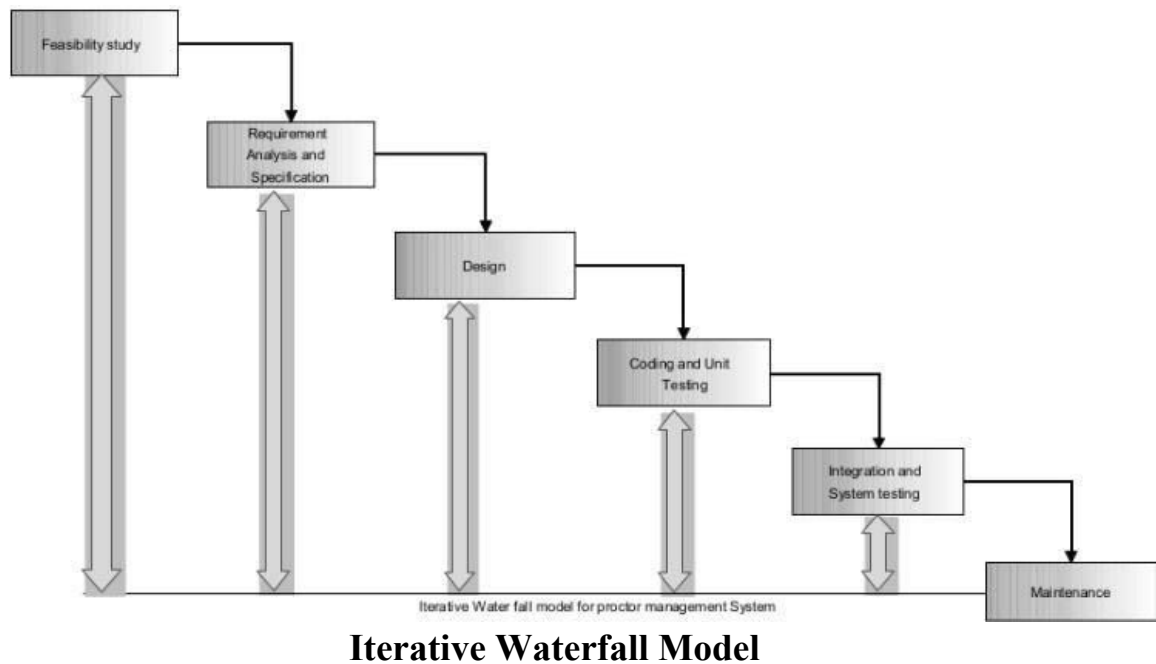 Feasibility study
Requirement
Analysis and
Specification
Design
Coding and Unit
Testing
Integration and
System testing
Maintenance
Iterative Water fall model for proctor management System
Iterative Waterfall Model